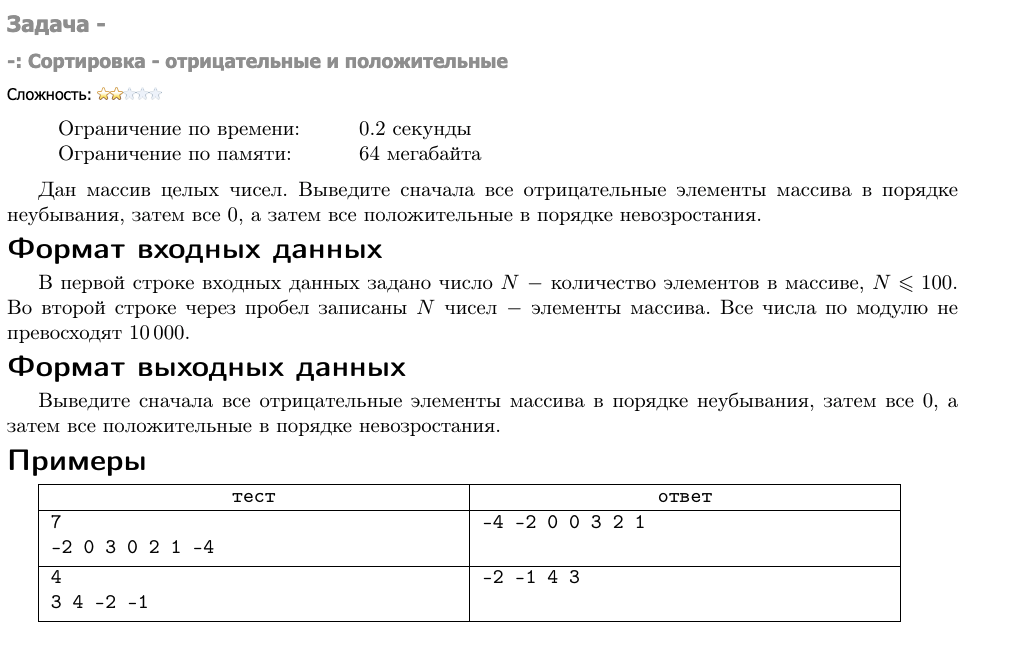 Задача -
-: Сортировка - отрицательные и положительные
Сложность:
Ограничение по времени: 0.2 секунды
Ограничение по памяти: 64 мегабайта
Дан массив целых чисел. Выведите сначала все отрицательные элементы массива в порядке
неубывания, затем все 0, а затем все положительные в порядке невозростания.
Формат входных данных
В первой строке входных данных задано число N − количество элементов в массиве, N ⩽ 100.
Во второй строке через пробел записаны N чисел − элементы массива. Все числа по модулю не
превосходят 10 000.
Формат выходных данных
Выведите сначала все отрицательные элементы массива в порядке неубывания, затем все 0, а
затем все положительные в порядке невозростания.
Примеры
тест ответ
7 -4 -2 0 0 3 2 1
-2 0 3 0 2 1 -4
4 -2 -1 4 3
3 4 -2 -1